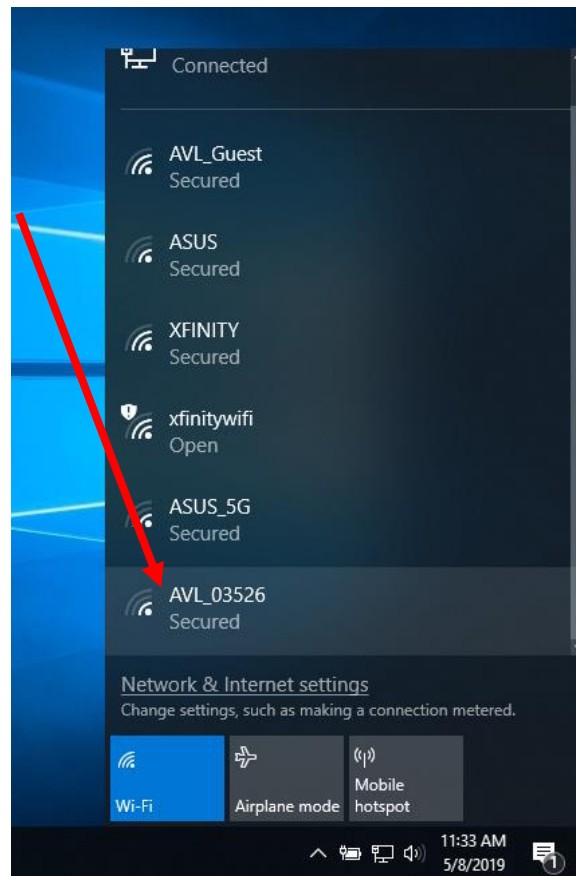 Connected
AVL_Guest
Secured
ASUS
Secured
XFINITY
Secured
xfinitywifi
Open
ASUS_5G
Secured
AVL_03526
Secured
Network & Internet settings
Change settings, such as making a connection metered.
Wi-Fi
Airplane mode
Mobile
hotspot
11:33 AM
5/8/2019
1